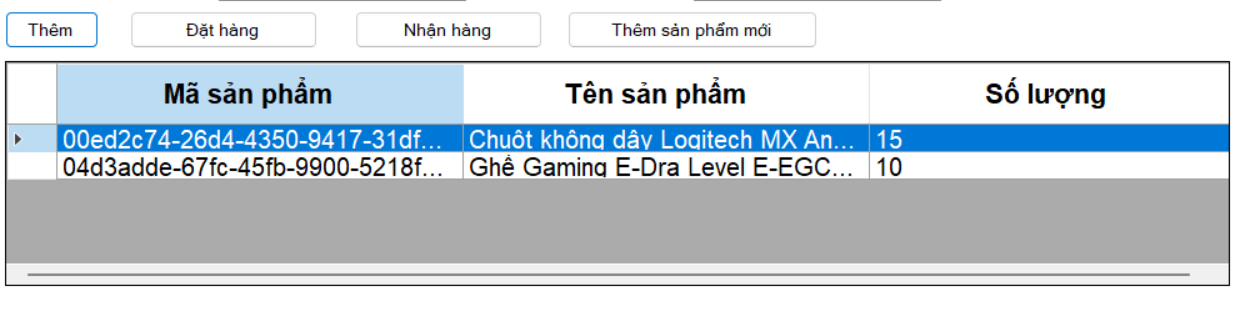 Thêm Đặt hàng Nhận hàng Thêm sản phẩm mới
Mã sản phẩm Tên sản phẩm Số lượng
00ed2c74-26d4-4350-9417-31df... Chuột không dây Logitech MX An... 15
04d3adde-67fc-45fb-9900-5218f... Ghế Gaming E-Dra Level E-EGC... 10